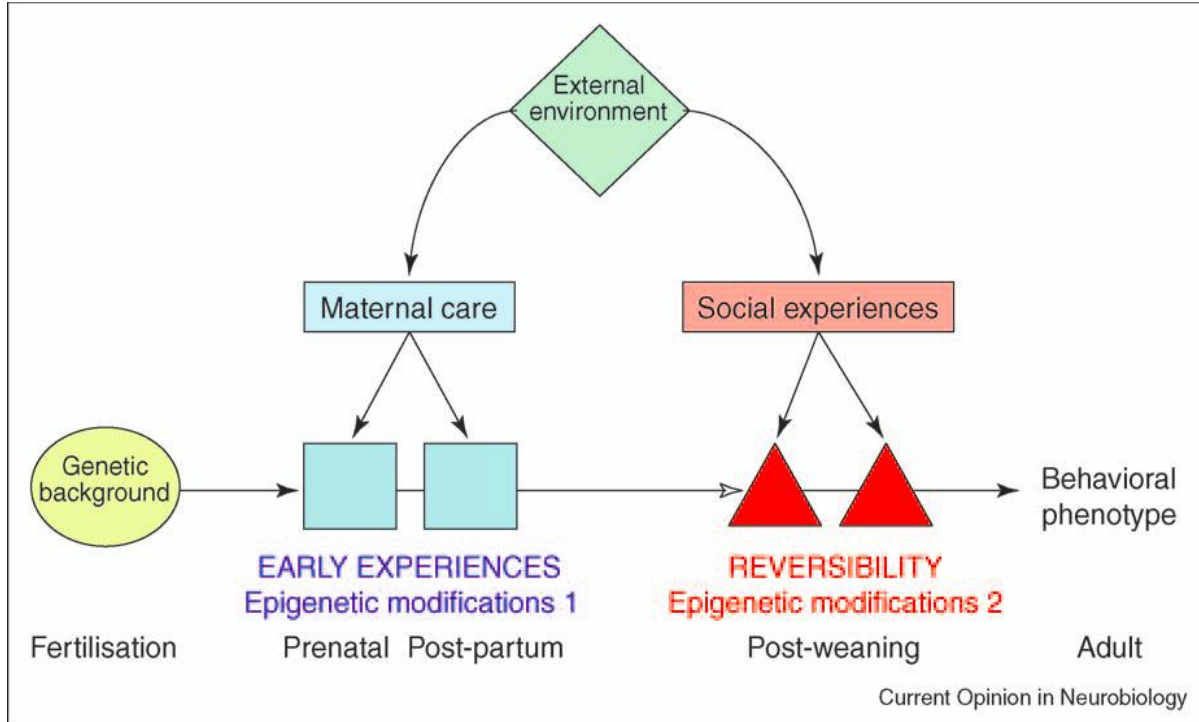 External
environment
Maternal care
Social experiences
Genetic
background
Behavioral
phenotype
EARLY EXPERIENCES
Epigenetic modifications 1
REVERSIBILITY
Epigenetic modifications 2
Fertilisation
Prenatal
Post-partum
Post-weaning
Adult
Current Opinion in Neurobiology